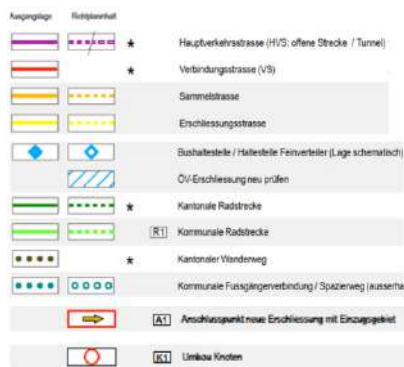 Ausgangslage Richtplaninhalt
* Hauptverkehrsstrasse (HVS: offene Strecke / Tunnel)
* Verbindungsstrasse (VS)
Sammelstrasse
Erschliessungsstrasse
Bushaltestelle / Haltestelle Feinverteiler (Lage schematisch)
ÖV-Erschliessung neu prüfen
* Kantonale Radstrecke
R1 Kommunale Radstrecke
* Kantonaler Wanderweg
Kommunale Fussgängerverbindung / Spazierweg (ausserha
A1 Anschlusspunkt neue Erschliessung mit Einzugsgebiet
K1 Umbau Knoten